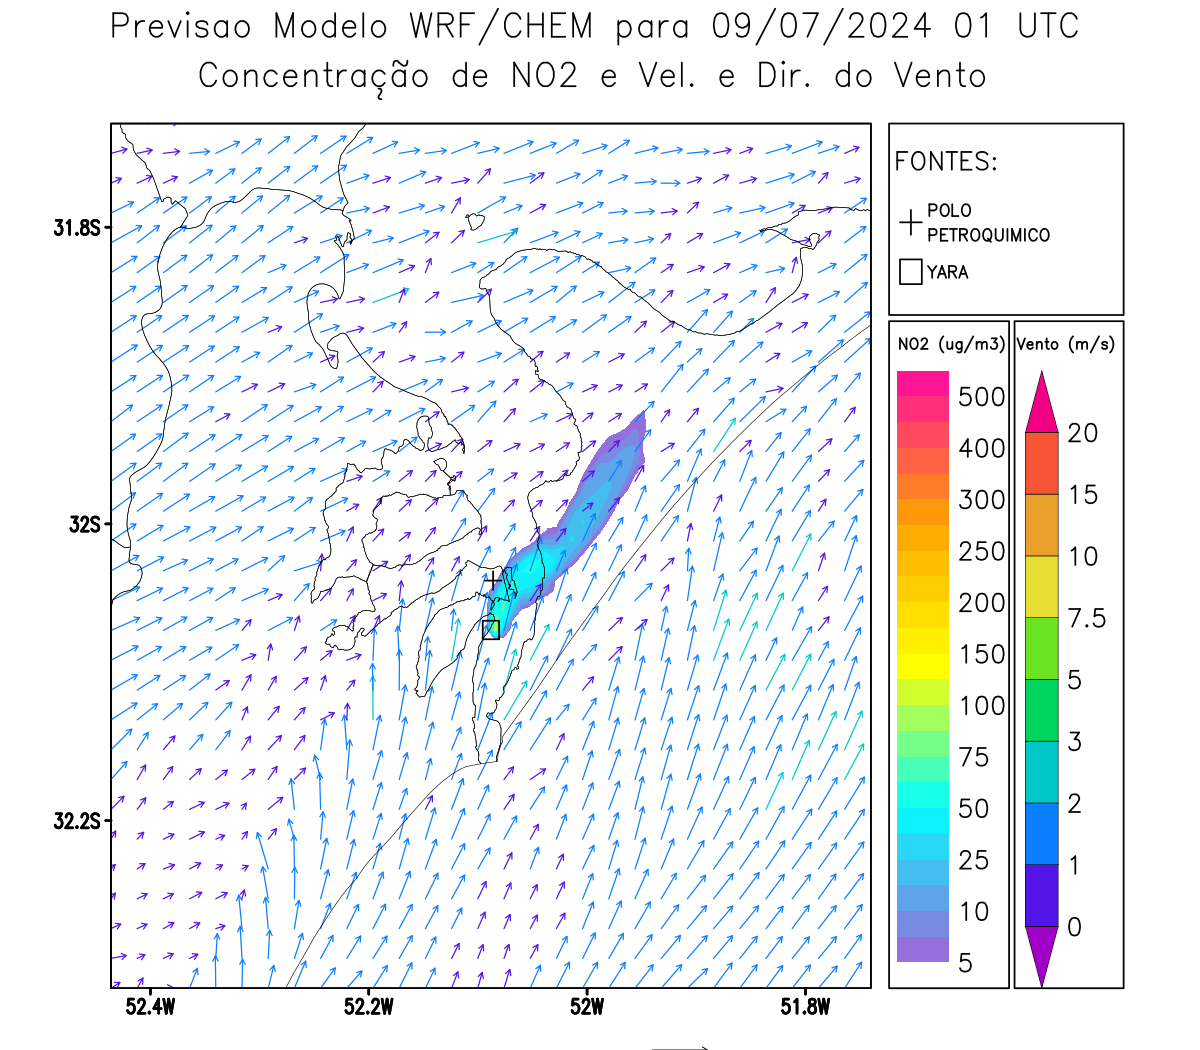 Previsao Modelo WRF/CHEM para 09/07/2024 01 UTC
Concentração de NO2 e Vel. e Dir. do Vento
FONTES:
POLO
PETROQUIMICO
YARA
NO2 (ug/m3)
500
400
300
250
200
150
100
75
50
25
10
5
Vento (m/s)
20
15
10
7.5
5
3
2
1
0
31.8S
32S
32.2S
52.4W
52.2W
52W
51.8W